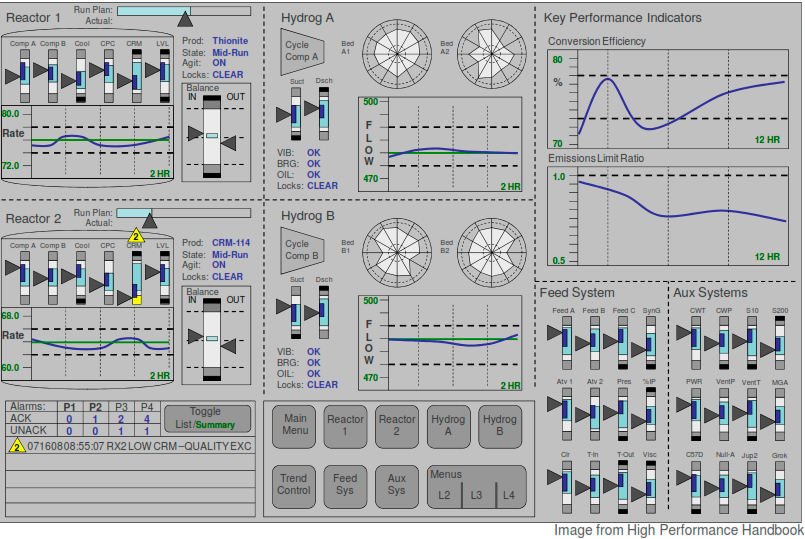 Reactor 1
Run Plan:
Actual:
Comp A Comp B Cool CPC CRM LVL
Prod: Thionite
State: Mid-Run
Agit: ON
Locks: CLEAR
Balance
IN OUT
80.0
Rate
72.0
2 HR
Hydrog A
Cycle
Comp A
Bed
A1
Bed
A2
Suct Dsch
VIB: OK
BRG: OK
OIL: OK
Locks: CLEAR
500
F
L
O
W
470
2 HR
Key Performance Indicators
Conversion Efficiency
80
%
70
12 HR
Emissions Limit Ratio
1.0
0.5
12 HR
Reactor 2
Run Plan:
Actual:
2
Comp A Comp B Cool CPC CRM LVL
Prod: CRM-114
State: Mid-Run
Agit: ON
Locks: CLEAR
Balance
IN OUT
68.0
Rate
60.0
2 HR
Hydrog B
Cycle
Comp B
Bed
B1
Bed
B2
Suct Dsch
VIB: OK
BRG: OK
OIL: OK
Locks: CLEAR
500
F
L
O
W
470
2 HR
Feed System
Feed A Feed B Feed C SynG
Atv 1 Atv 2 Pres %IP
Clr T-In T-Out Visc
Aux Systems
CWT CWP S10 S200
PWR VentP VentT MGA
C57D Null-A Jup2 Grok
Alarms: P1 P2 P3 P4
ACK 0 1 2 4
UNACK 0 0 1 1
Toggle
List/Summary
2 071608 08:55:07 RX2 LOW CRM–QUALITY EXC
Main
Menu
Reactor
1
Reactor
2
Hydrog
A
Hydrog
B
Trend
Control
Feed
Sys
Aux
Sys
Menus
L2 L3 L4
Image from High Performance Handbook